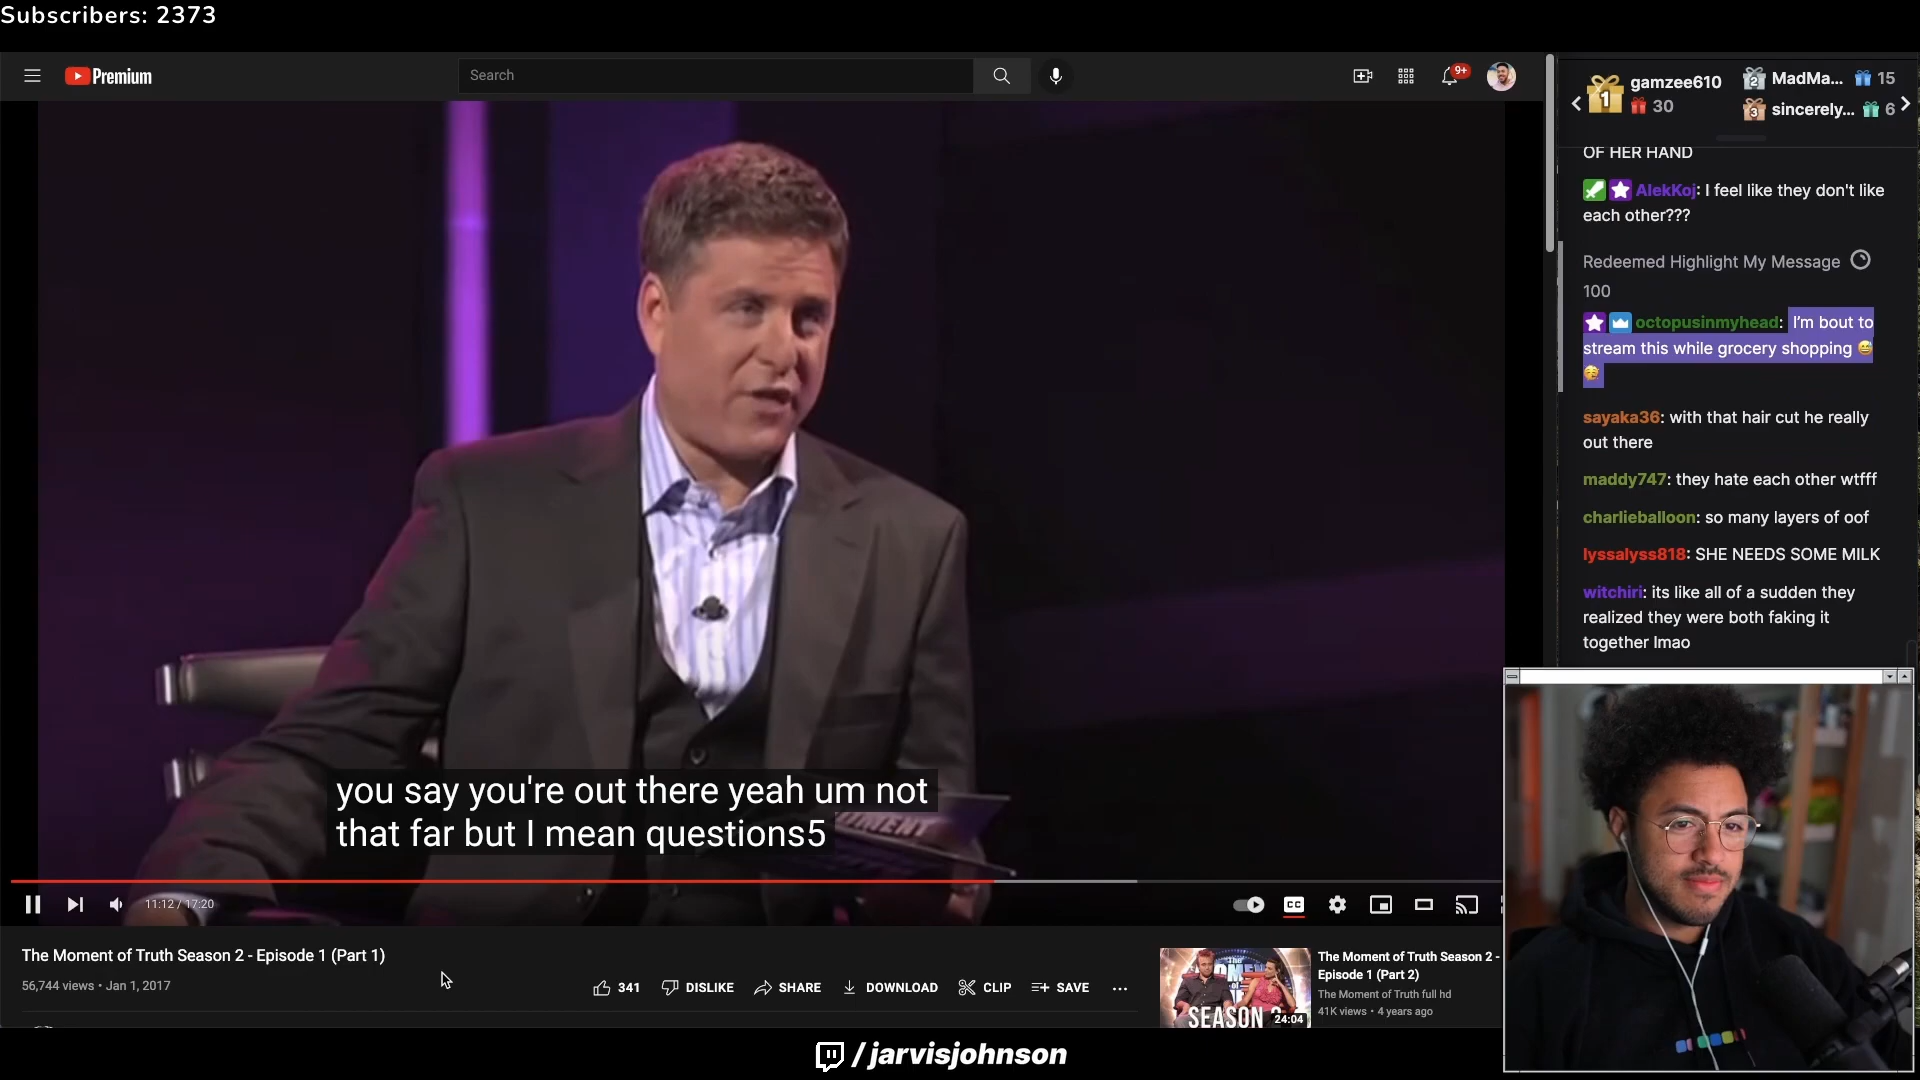 Subscribers: 2373
Premium
Search
9+
gamzee610
30
MadMa... 15
sincerely... 6
OF HER HAND
AlekKoj: I feel like they don't like
each other???
Redeemed Highlight My Message
100
octopusinmyhead: I'm bout to
stream this while grocery shopping
sayaka36: with that hair cut he really
out there
maddy747: they hate each other wtfff
charlieballoon: so many layers of oof
lyssalyss818: SHE NEEDS SOME MILK
witchiri: its like all of a sudden they
realized they were both faking it
together lmao
you say you're out there yeah um not
that far but I mean questions5
11:12 / 17:20
CC
The Moment of Truth Season 2 - Episode 1 (Part 1)
56,744 views • Jan 1, 2017
341
DISLIKE
SHARE
DOWNLOAD
CLIP
SAVE
SEASON
24:04
The Moment of Truth Season 2 -
Episode 1 (Part 2)
The Moment of Truth full hd
41K views • 4 years ago
/jarvisjohnson